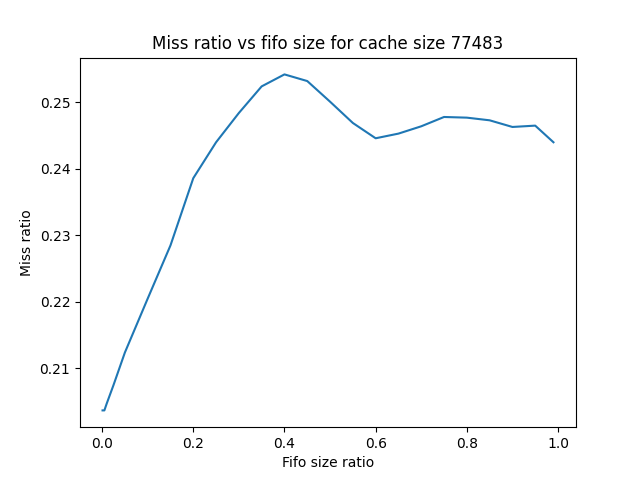 Miss ratio vs fifo size for cache size 77483
0.25
0.24
0.23
0.22
0.21
Miss ratio
0.0 0.2 0.4 0.6 0.8 1.0
Fifo size ratio